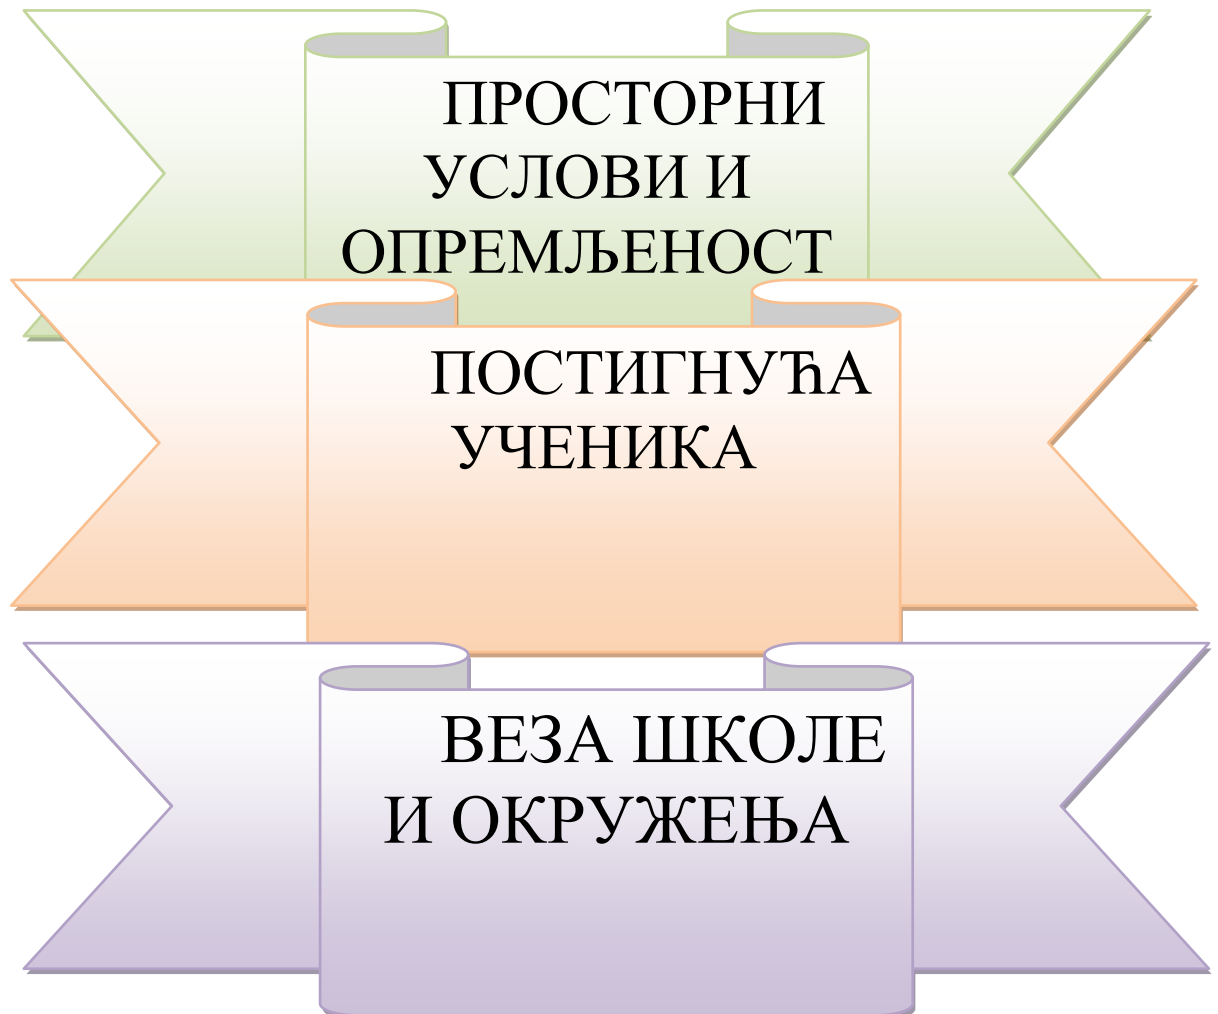 ПРОСТОРНИ
УСЛОВИ И
ОПРЕМЉЕНОСТ
ПОСТИГНУЋА
УЧЕНИКА
ВЕЗА ШКОЛЕ
И ОКРУЖЕЊА